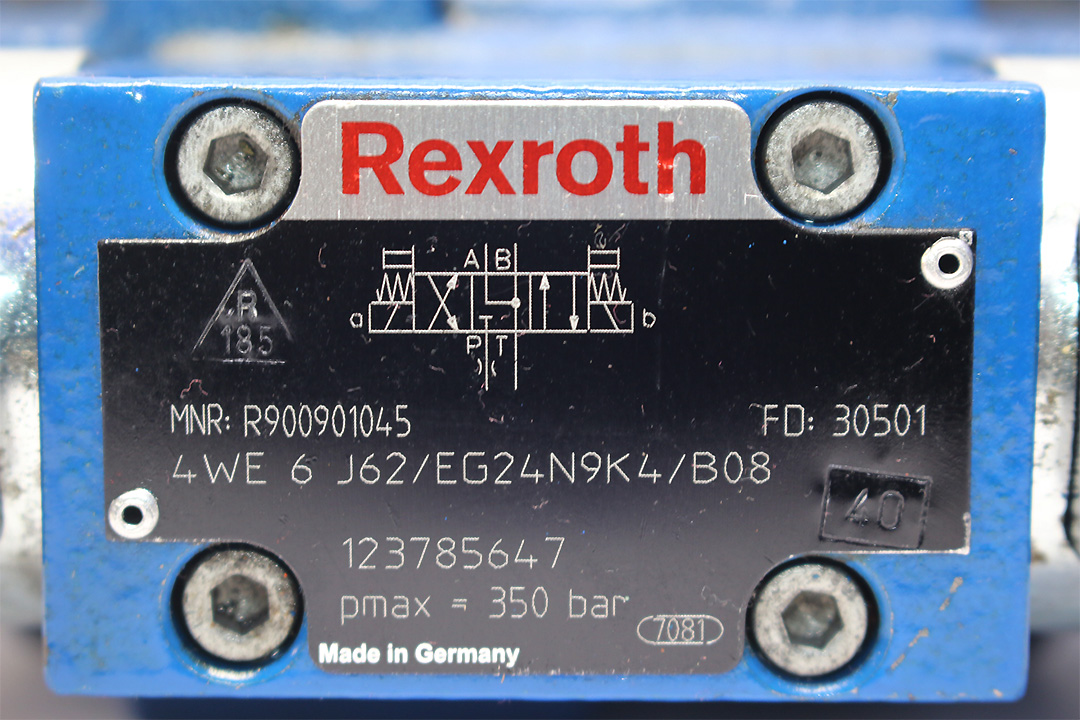 Rexroth
A B
a b
P T
R
185
MNR: R900901045 FD: 30501
4WE 6 J62/EG24N9K4/B08
40
123785647
pmax = 350 bar
7081
Made in Germany